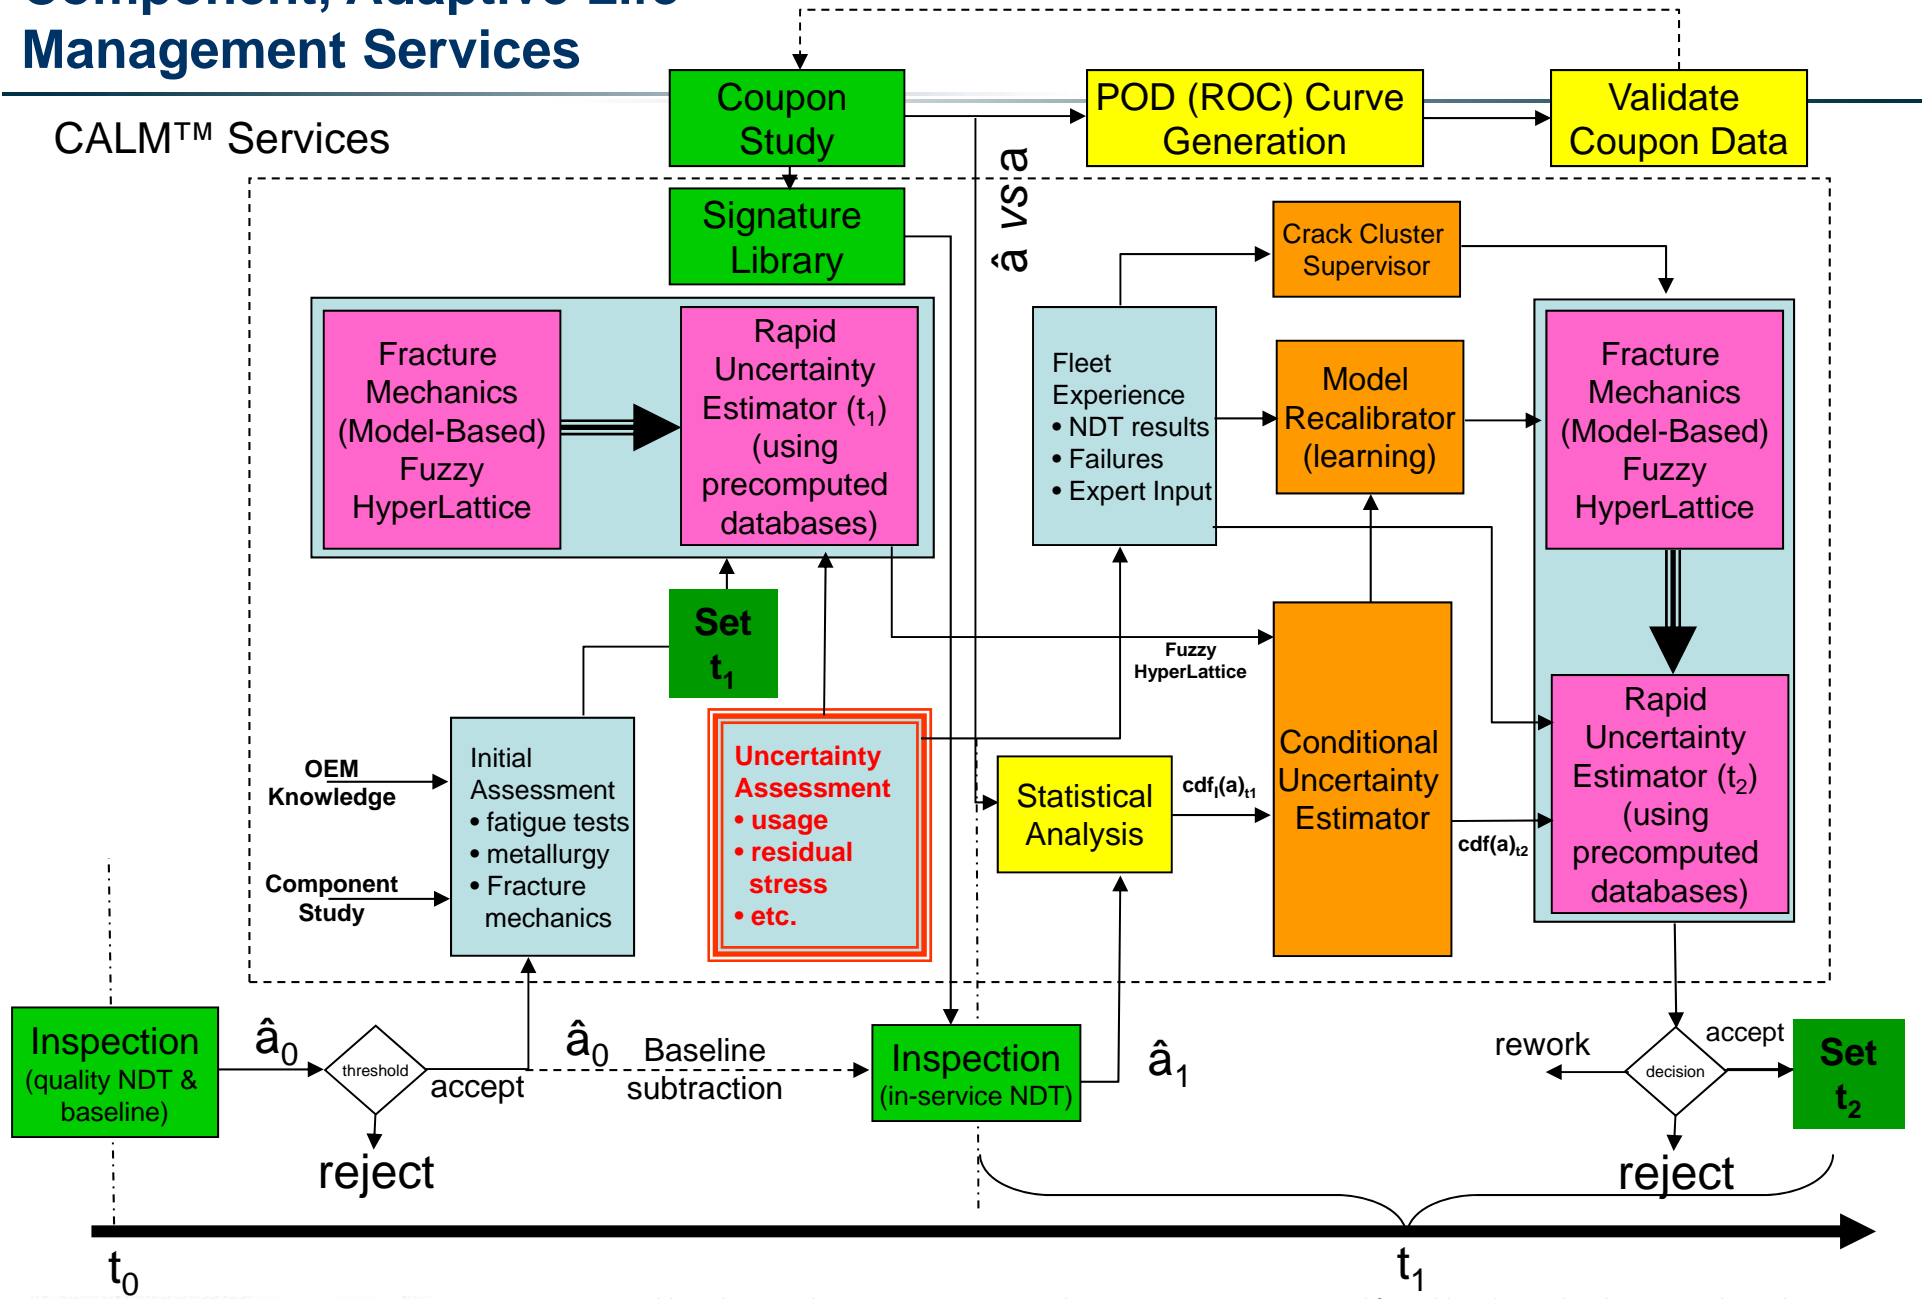 Component, Adaptive Life
Management Services
CALM™ Services
Coupon
Study
POD (ROC) Curve
Generation
Validate
Coupon Data
â vs a
Signature
Library
Crack Cluster
Supervisor
Fracture
Mechanics
(Model-Based)
Fuzzy
HyperLattice
Rapid
Uncertainty
Estimator (t1)
(using
precomputed
databases)
Fleet
Experience
• NDT results
• Failures
• Expert Input
Model
Recalibrator
(learning)
Fracture
Mechanics
(Model-Based)
Fuzzy
HyperLattice
Set
t1
Fuzzy
HyperLattice
OEM
Knowledge
Component
Study
Initial
Assessment
• fatigue tests
• metallurgy
• Fracture
mechanics
Uncertainty
Assessment
• usage
• residual
stress
• etc.
Statistical
Analysis
cdfI(a)t1
Conditional
Uncertainty
Estimator
cdf(a)t2
Rapid
Uncertainty
Estimator (t2)
(using
precomputed
databases)
Inspection
(quality NDT &
baseline)
â0
threshold
accept
reject
â0
Baseline
subtraction
Inspection
(in-service NDT)
â1
rework
decision
accept
reject
Set
t2
t0
t1